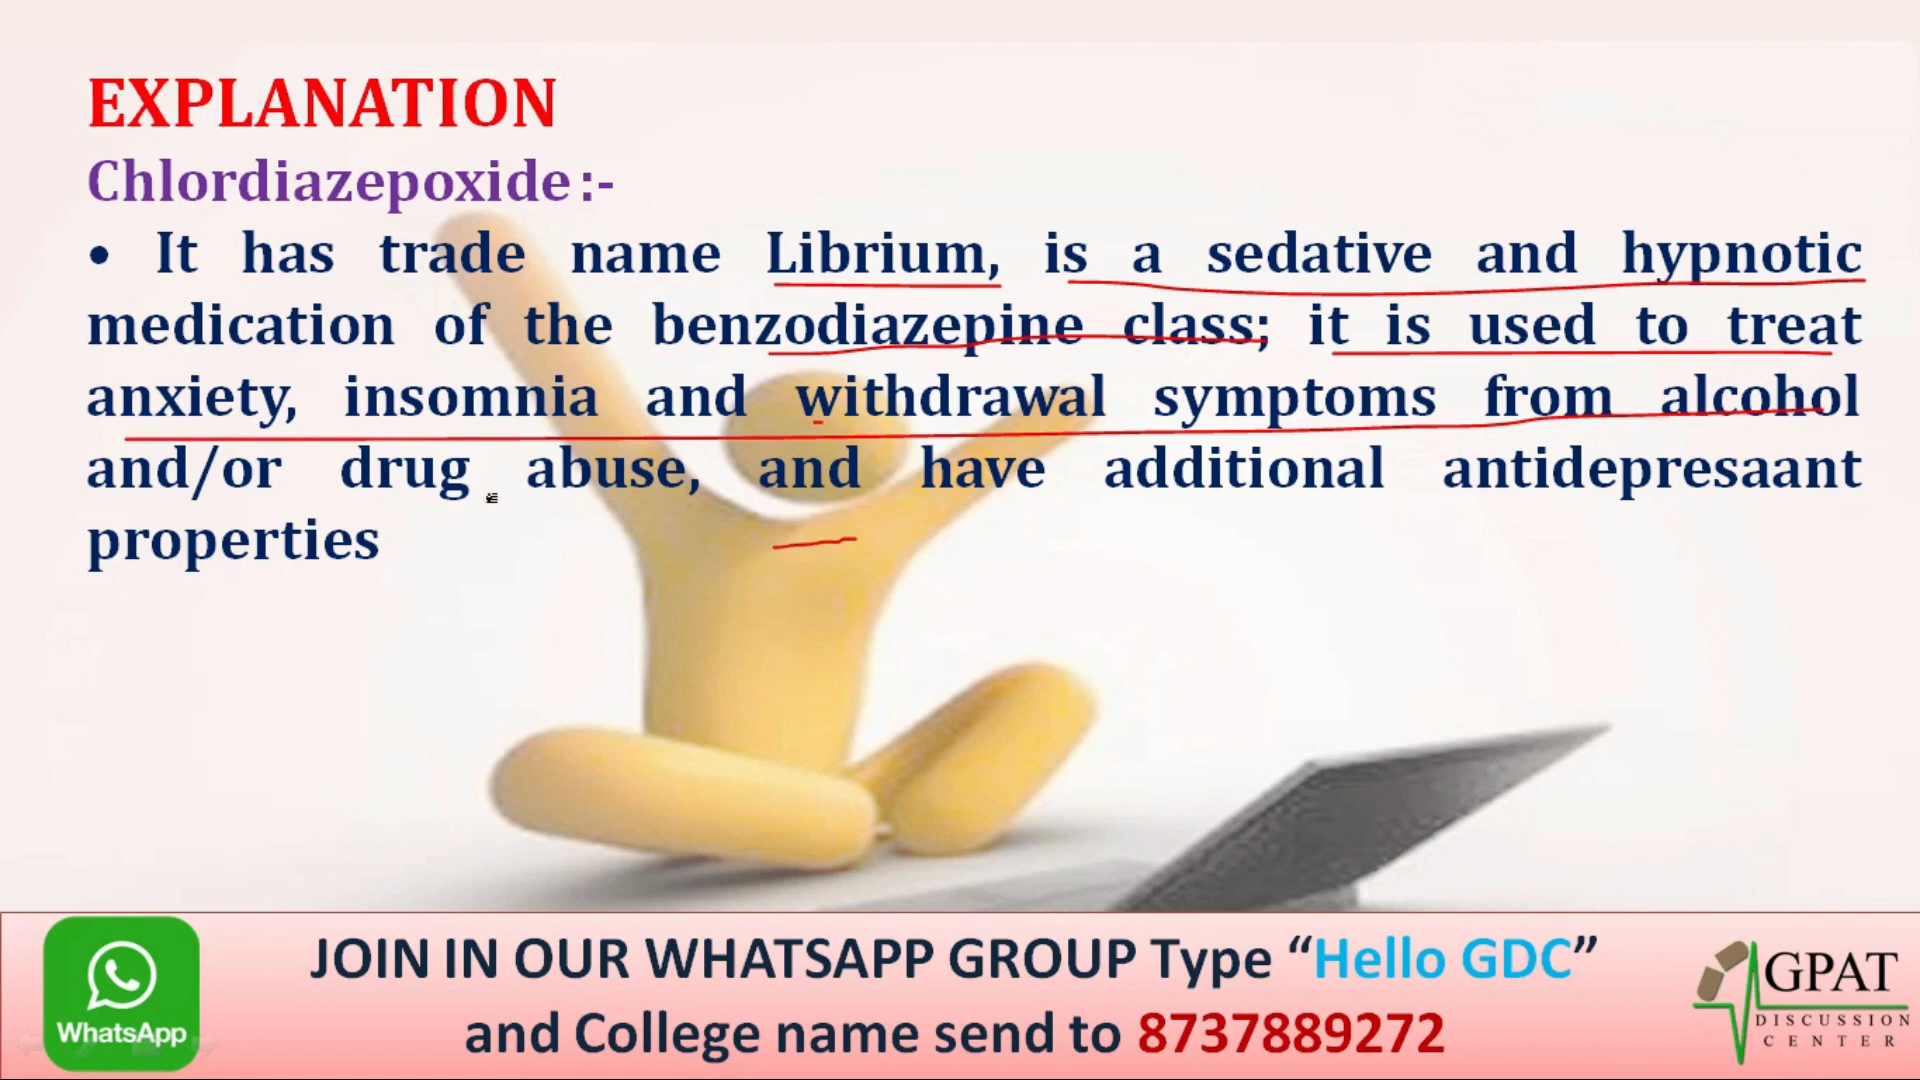 EXPLANATION
Chlordiazepoxide:-
• It has trade name Librium, is a sedative and hypnotic
medication of the benzodiazepine class; it is used to treat
anxiety, insomnia and withdrawal symptoms from alcohol
and/or drug abuse, and have additional antidepresaant
properties
JOIN IN OUR WHATSAPP GROUP Type “Hello GDC”
and College name send to 8737889272
WhatsApp
GPAT
DISCUSSION
CENTER